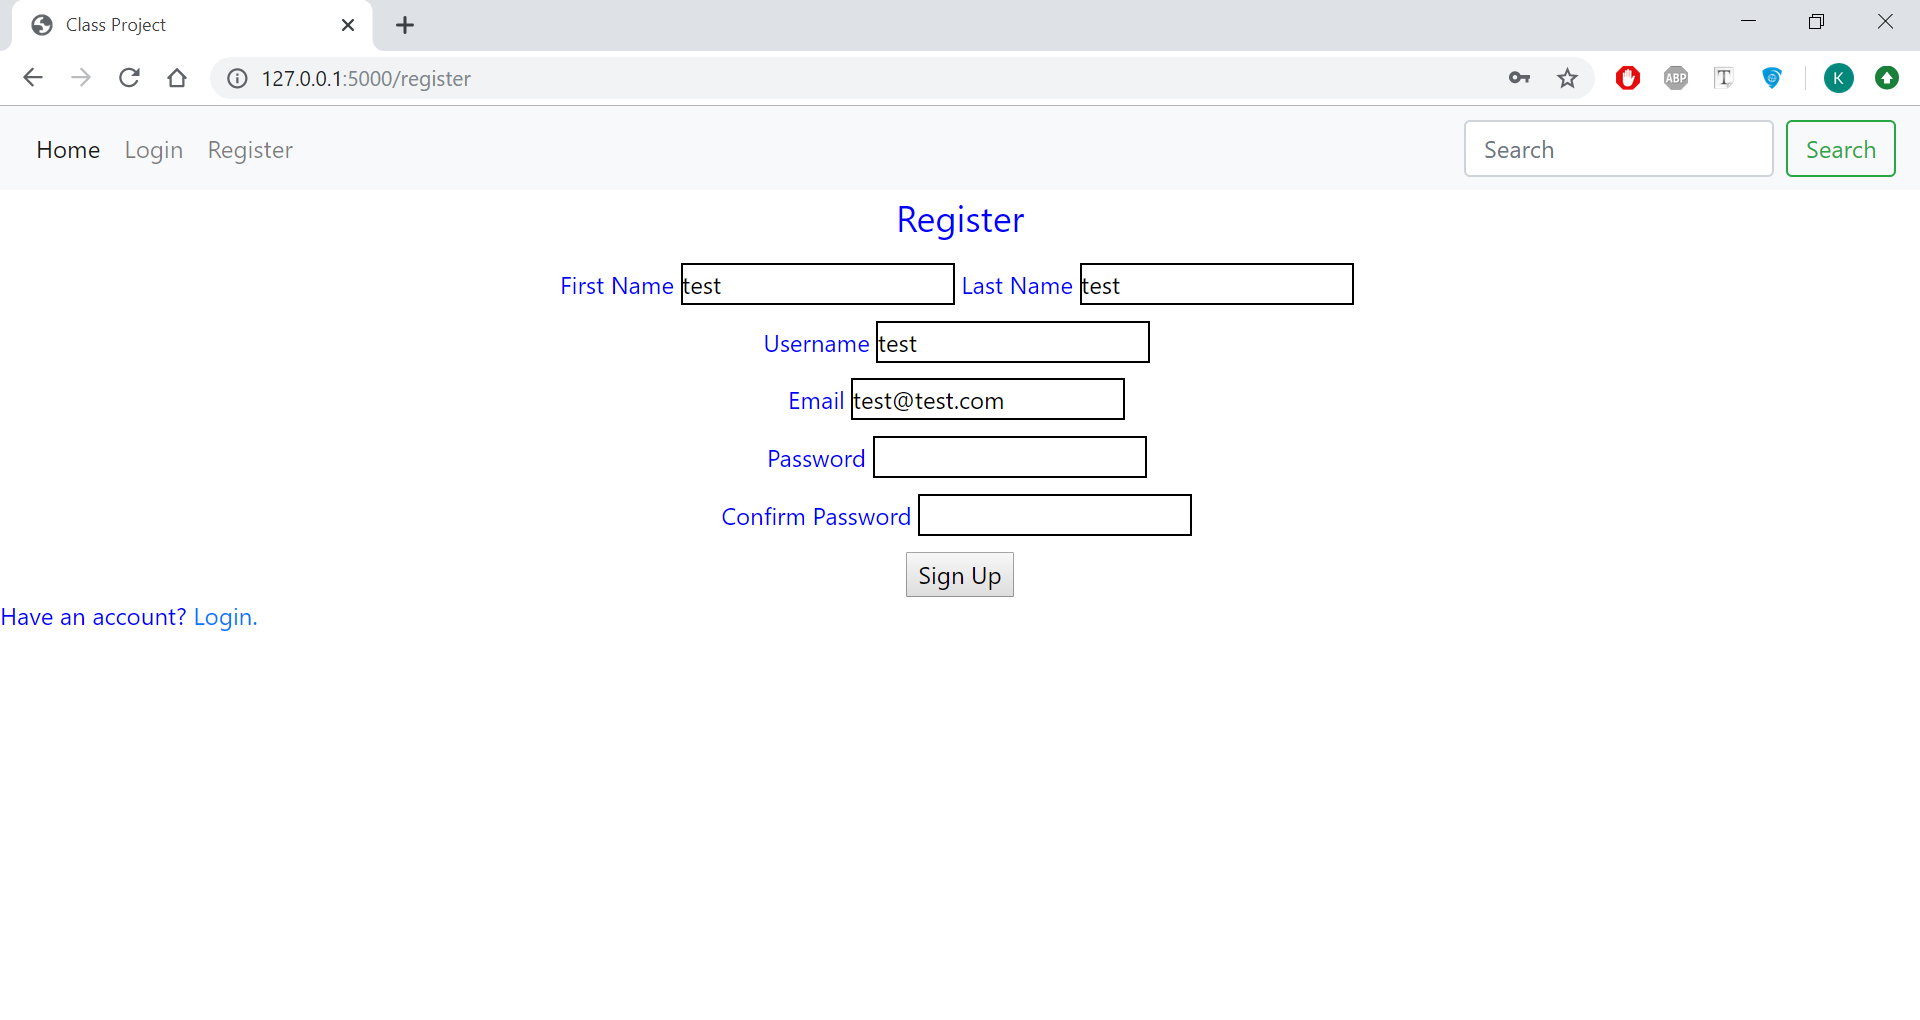 Class Project
127.0.0.1:5000/register
ABP T K
Home Login Register Search Search
Register
First Name test Last Name test
Username test
Email test@test.com
Password
Confirm Password
Sign Up
Have an account? Login.